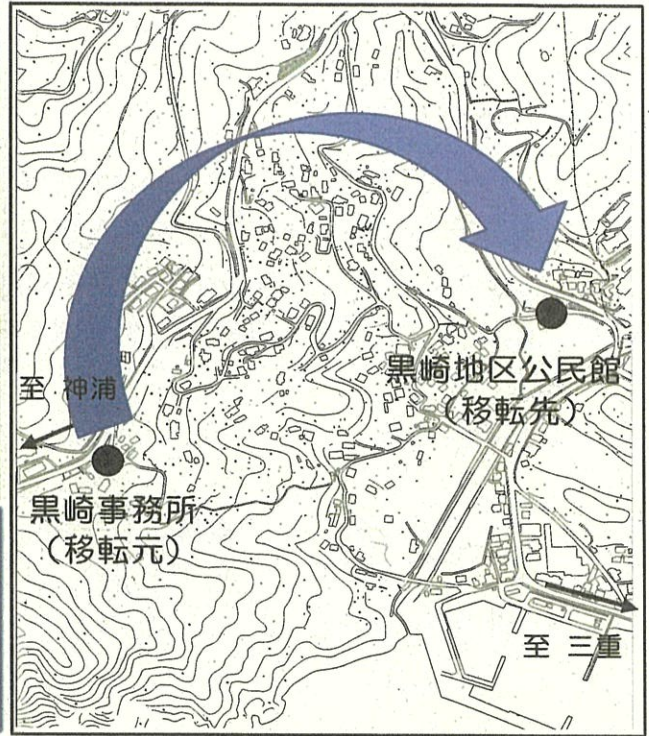 黒崎地区公民館
（移転先）
至 神浦
黒崎事務所
（移転元）
至 三重